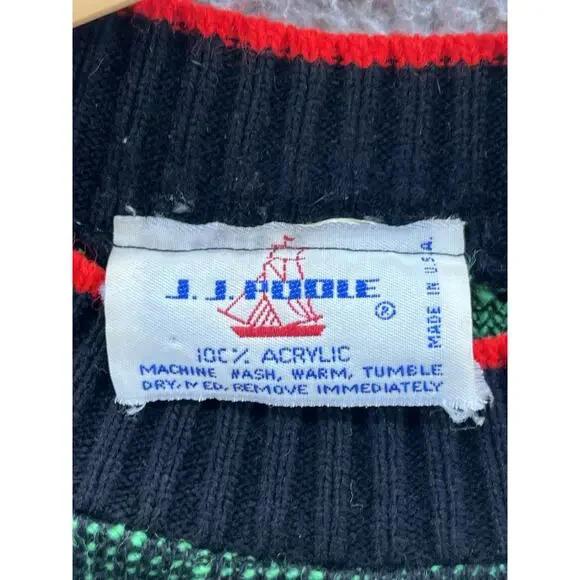 J. J. POOLE ®
100% ACRYLIC
MACHINE WASH, WARM, TUMBLE
DRY, MED, REMOVE IMMEDIATELY
MADE IN U.S.A.